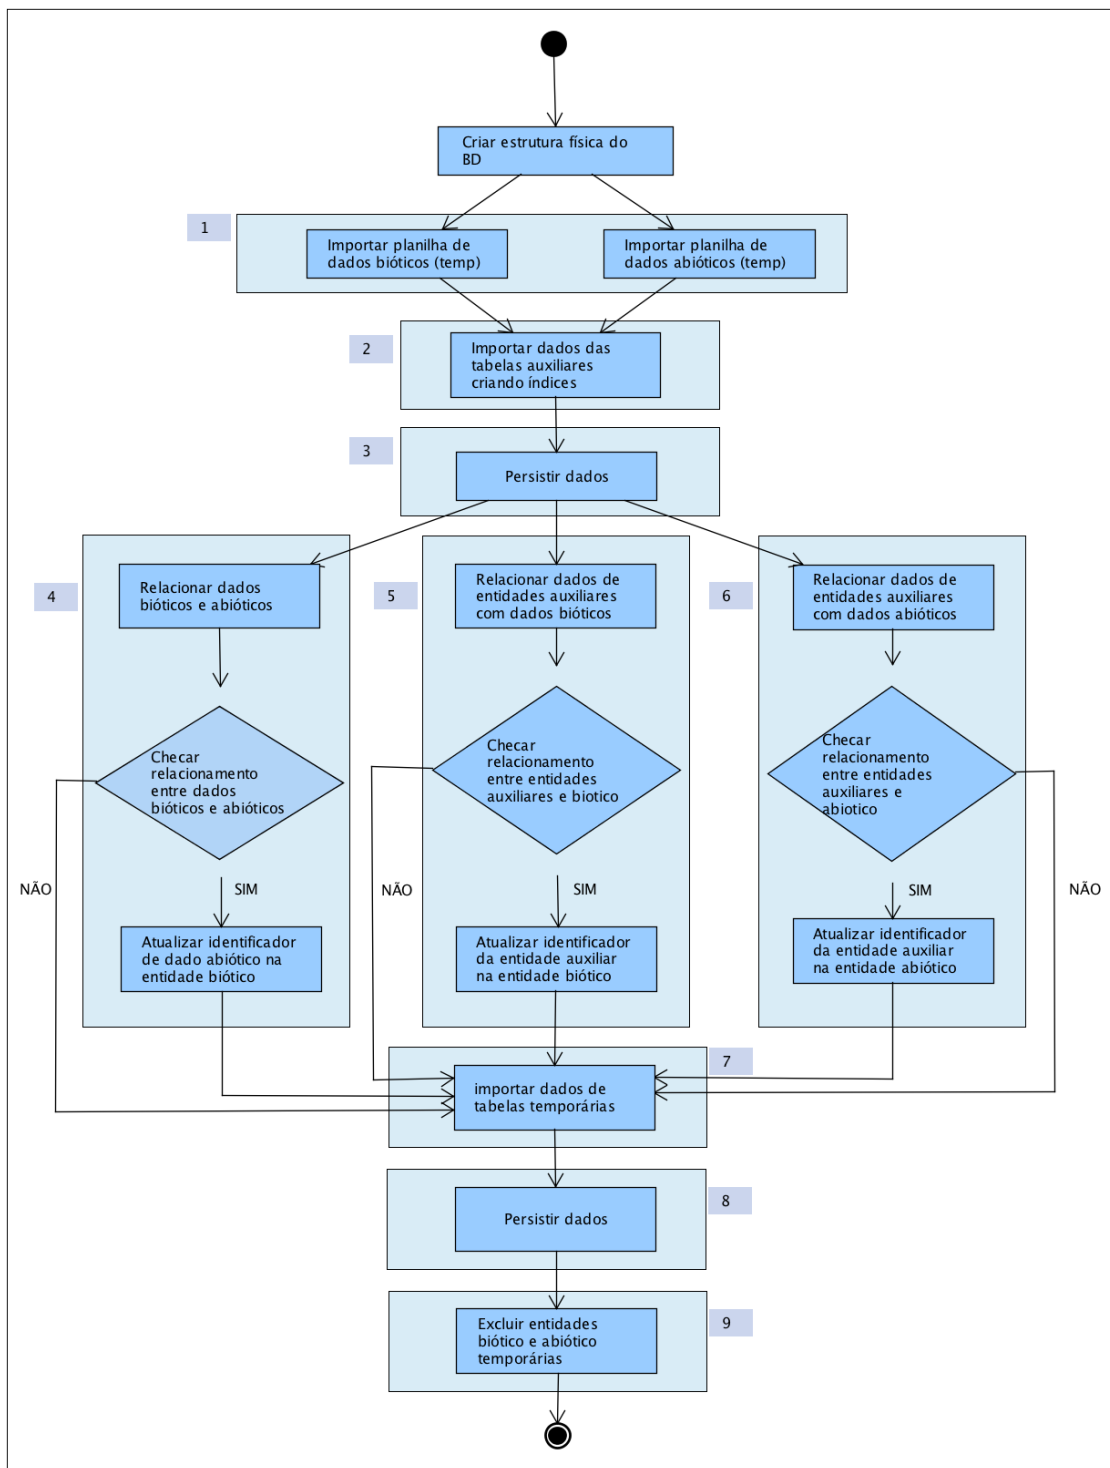 Criar estrutura física do
BD
1
Importar planilha de
dados bióticos (temp)
Importar planilha de
dados abióticos (temp)
2
Importar dados das
tabelas auxiliares
criando índices
3
Persistir dados
4
Relacionar dados
bióticos e abióticos
5
Relacionar dados de
entidades auxiliares
com dados bióticos
6
Relacionar dados de
entidades auxiliares
com dados abióticos
Checar
relacionamento
entre dados
bióticos e abióticos
Checar
relacionamento
entre entidades
auxiliares e biotico
Checar
relacionamento
entre entidades
auxiliares e
abiotico
NÃO
SIM
NÃO
SIM
SIM
NÃO
Atualizar identificador
de dado abiótico na
entidade biótico
Atualizar identificador
da entidade auxiliar
na entidade biótico
Atualizar identificador
da entidade auxiliar
na entidade abiótico
7
importar dados de
tabelas temporárias
8
Persistir dados
9
Excluir entidades
biótico e abiótico
temporárias